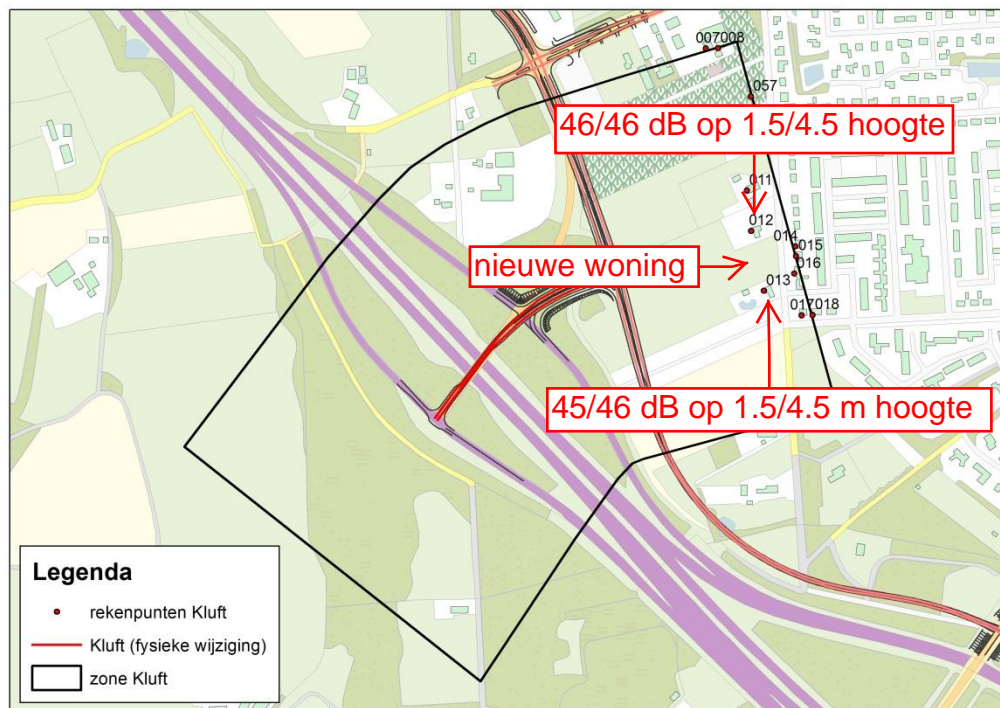 007008
057
46/46 dB op 1.5/4.5 hoogte
011
012
014 015
016
nieuwe woning
013
017018
45/46 dB op 1.5/4.5 m hoogte
Legenda
rekenpunten Kluft
Kluft (fysieke wijziging)
zone Kluft